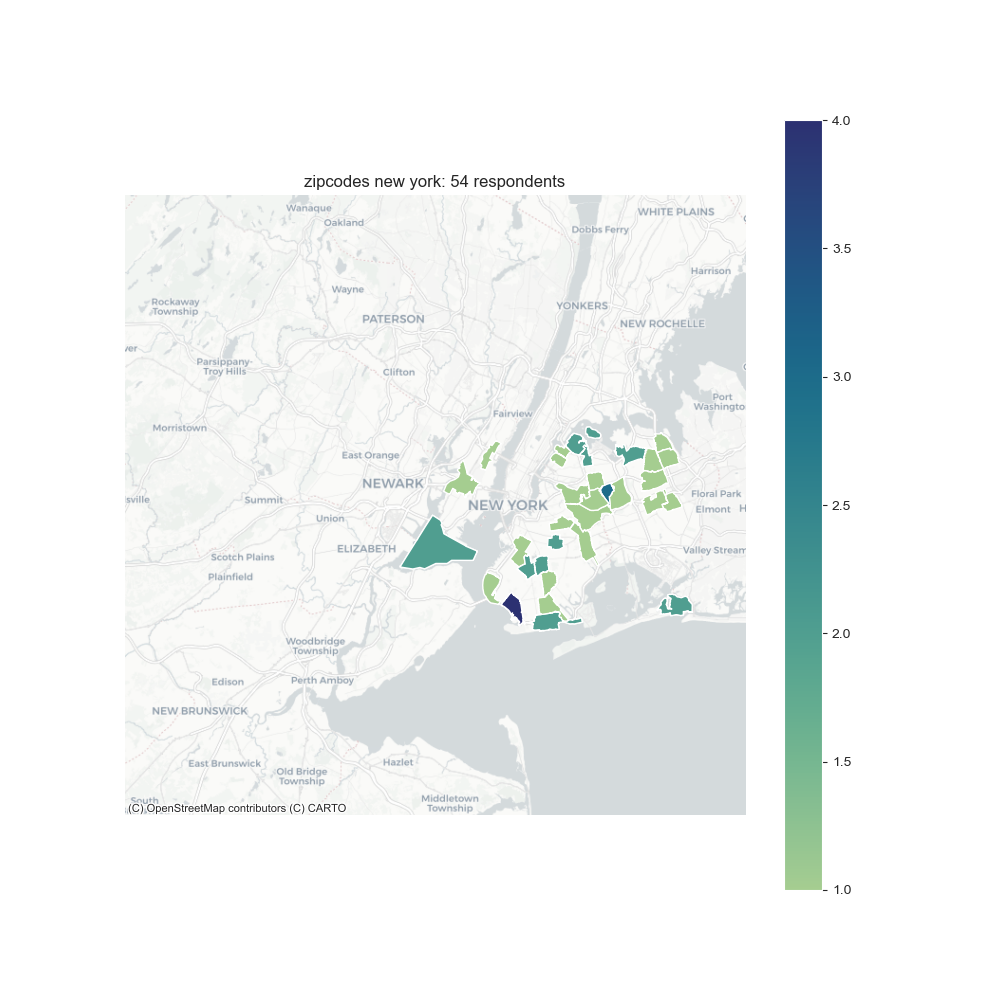 zipcodes new york: 54 respondents
Wanaque
Oakland
WHITE PLAINS
Dobbs Ferry
Harrison
Wayne
Rockaway
Township
YONKERS
PATERSON
NEW ROCHELLE
Parsippany-
Troy Hills
Clifton
Port
Washingto
Fairview
Morristown
East Orange
NEWARK
Floral Park
sville
Summit
NEW YORK
Elmont
H
Union
ELIZABETH
Valley Stream
Scotch Plains
Plainfield
Woodbridge
Township
Perth Amboy
Edison
NEW BRUNSWICK
East Brunswick
Hazlet
Old Bridge
Township
Middletown
Township
South
(C) OpenStreetMap contributors (C) CARTO
4.0
3.5
3.0
2.5
2.0
1.5
1.0